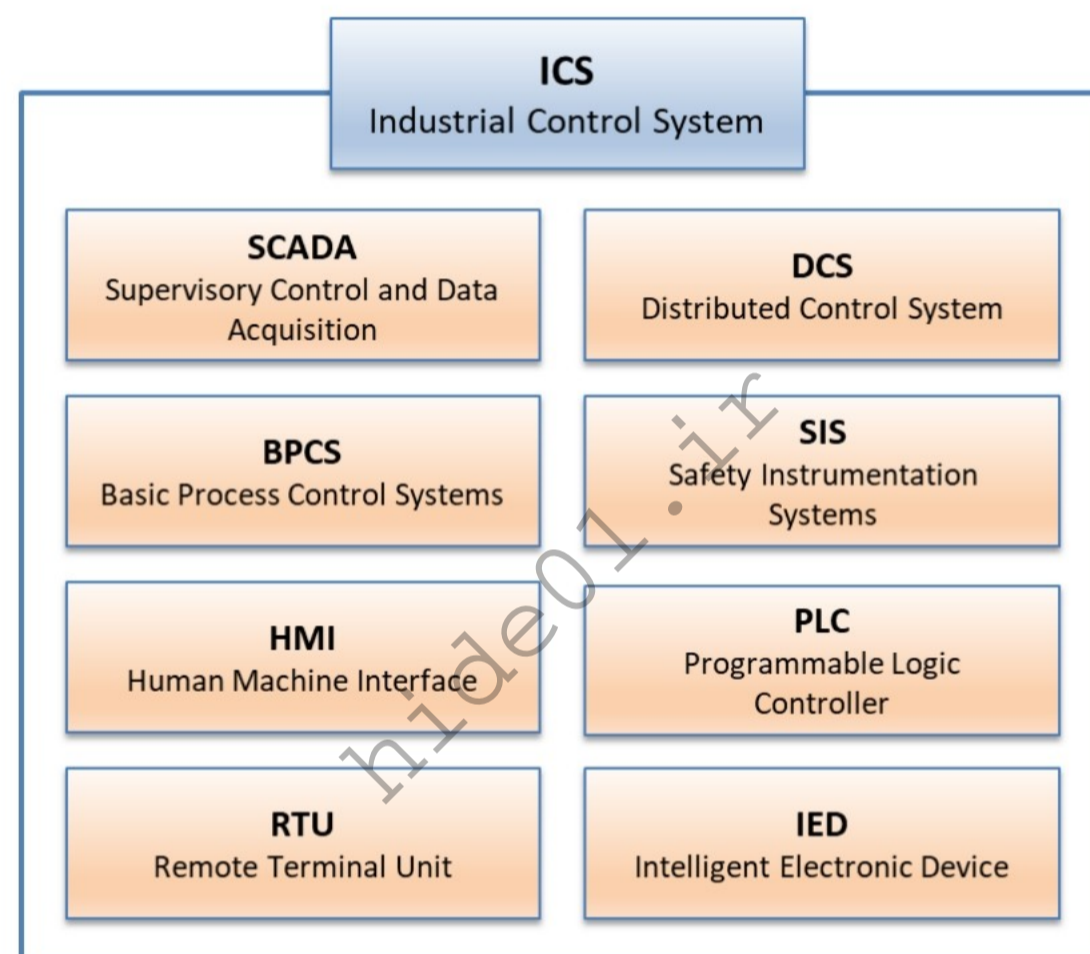 ICS
Industrial Control System
SCADA
Supervisory Control and Data
Acquisition
DCS
Distributed Control System
BPCS
Basic Process Control Systems
SIS
Safety Instrumentation
Systems
HMI
Human Machine Interface
PLC
Programmable Logic
Controller
RTU
Remote Terminal Unit
IED
Intelligent Electronic Device
hide01.ir